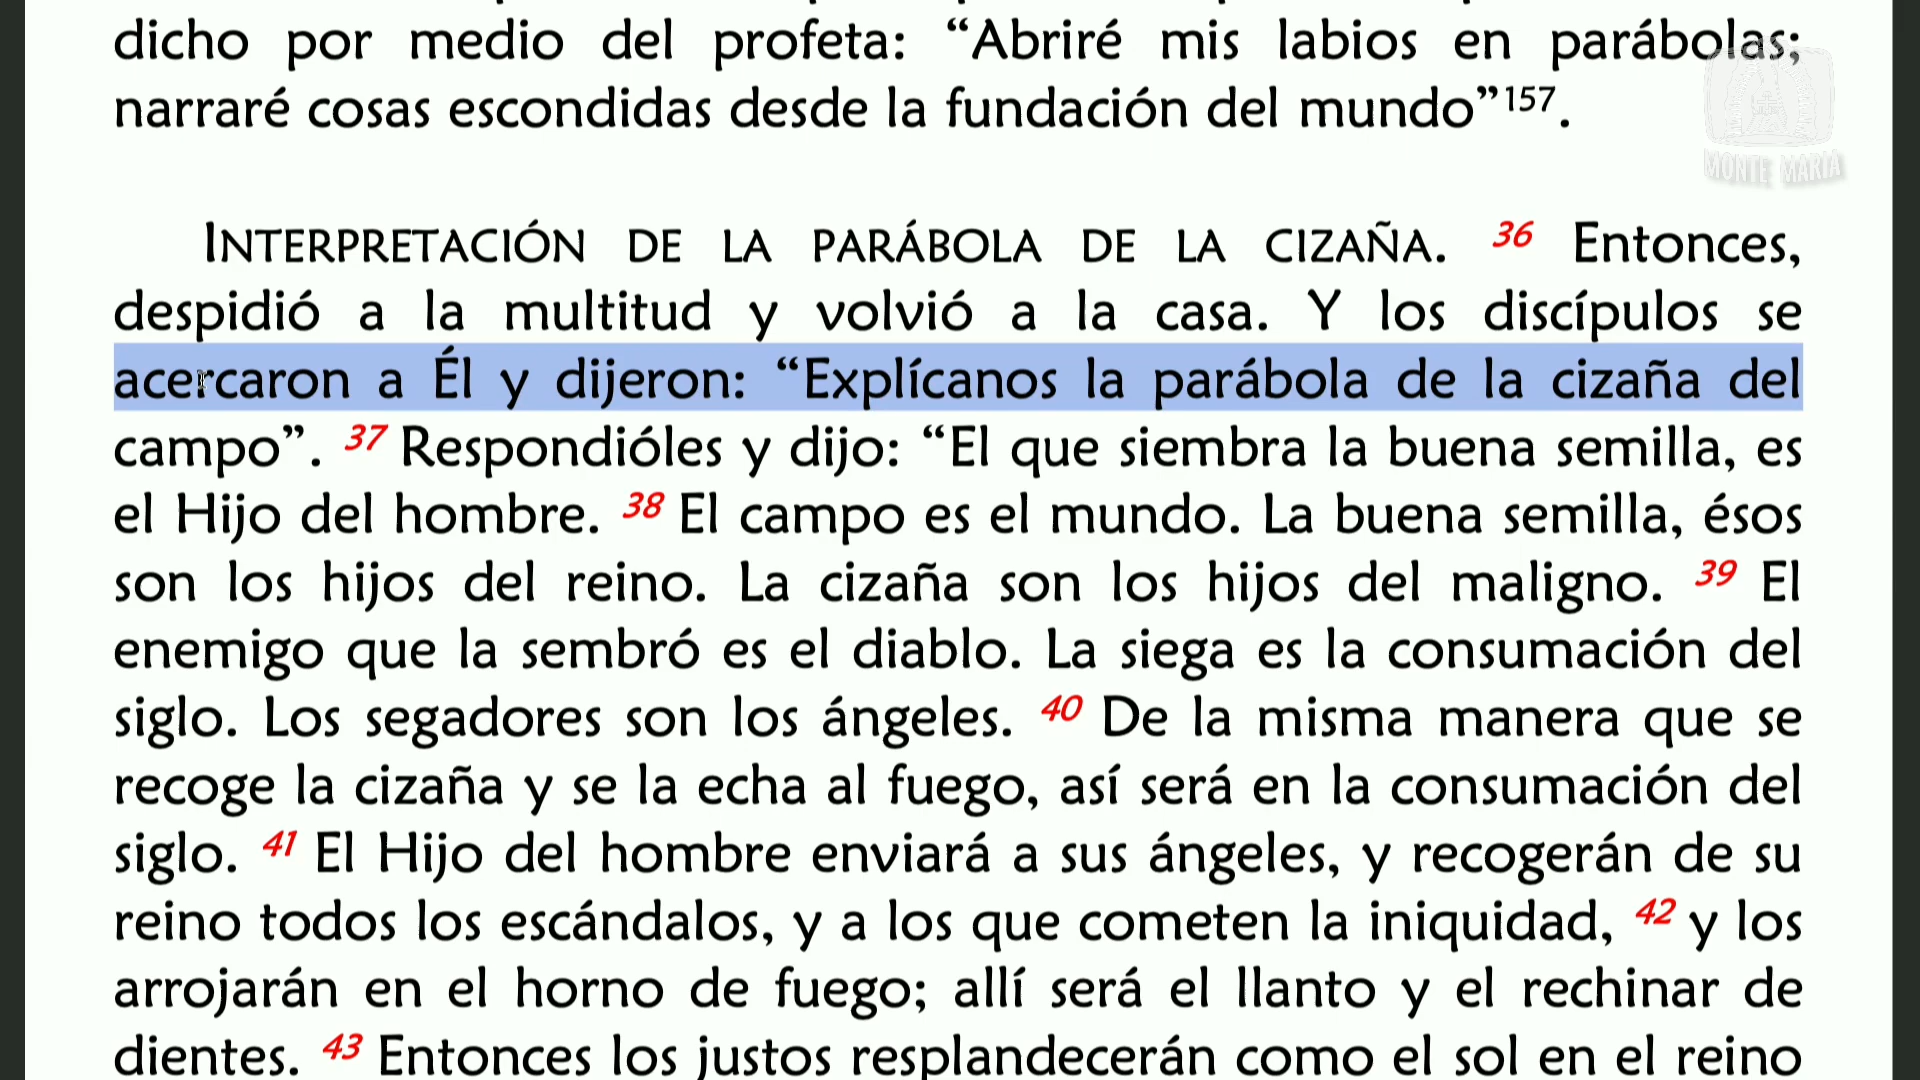 dicho por medio del profeta: “Abriré mis labios en parábolas;
narraré cosas escondidas desde la fundación del mundo”157.
MONTE MARIA
INTERPRETACIÓN DE LA PARÁBOLA DE LA CIZAÑA. 36 Entonces,
despidió a la multitud y volvió a la casa. Y los discípulos se
acercaron a Él y dijeron: “Explícanos la parábola de la cizaña del
campo”. 37 Respondióles y dijo: “El que siembra la buena semilla, es
el Hijo del hombre. 38 El campo es el mundo. La buena semilla, ésos
son los hijos del reino. La cizaña son los hijos del maligno. 39 El
enemigo que la sembró es el diablo. La siega es la consumación del
siglo. Los segadores son los ángeles. 40 De la misma manera que se
recoge la cizaña y se la echa al fuego, así será en la consumación del
siglo. 41 El Hijo del hombre enviará a sus ángeles, y recogerán de su
reino todos los escándalos, y a los que cometen la iniquidad, 42 y los
arrojarán en el horno de fuego; allí será el llanto y el rechinar de
dientes. 43 Entonces los justos resplandecerán como el sol en el reino